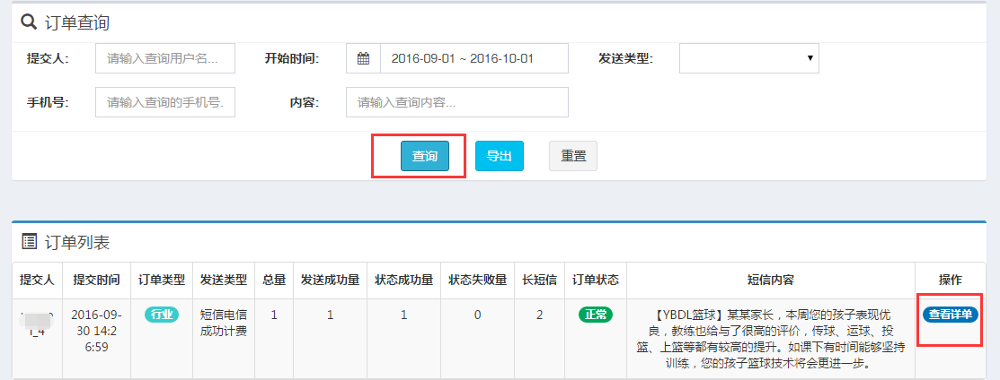 订单查询
提交人: 请输入查询用户名... 开始时间: 2016-09-01 ~ 2016-10-01 发送类型:
手机号: 请输入查询的手机号. 内容: 请输入查询内容...
查询 导出 重置
订单列表
提交人 提交时间 订单类型 发送类型 总量 发送成功量 状态成功量 状态失败量 长短信 订单状态 短信内容 操作
2016-09-
30 14:2
6:59
行业
短信电信
成功计费
1 1 1 0 2 正常
【YBDL篮球】某某家长，本周您的孩子表现优
良，教练也给与了很高的评价，传球、运球、投
篮、上篮等都有较高的提升。如课下有时间能够坚持
训练，您的孩子篮球技术将会更进一步。
查看详单